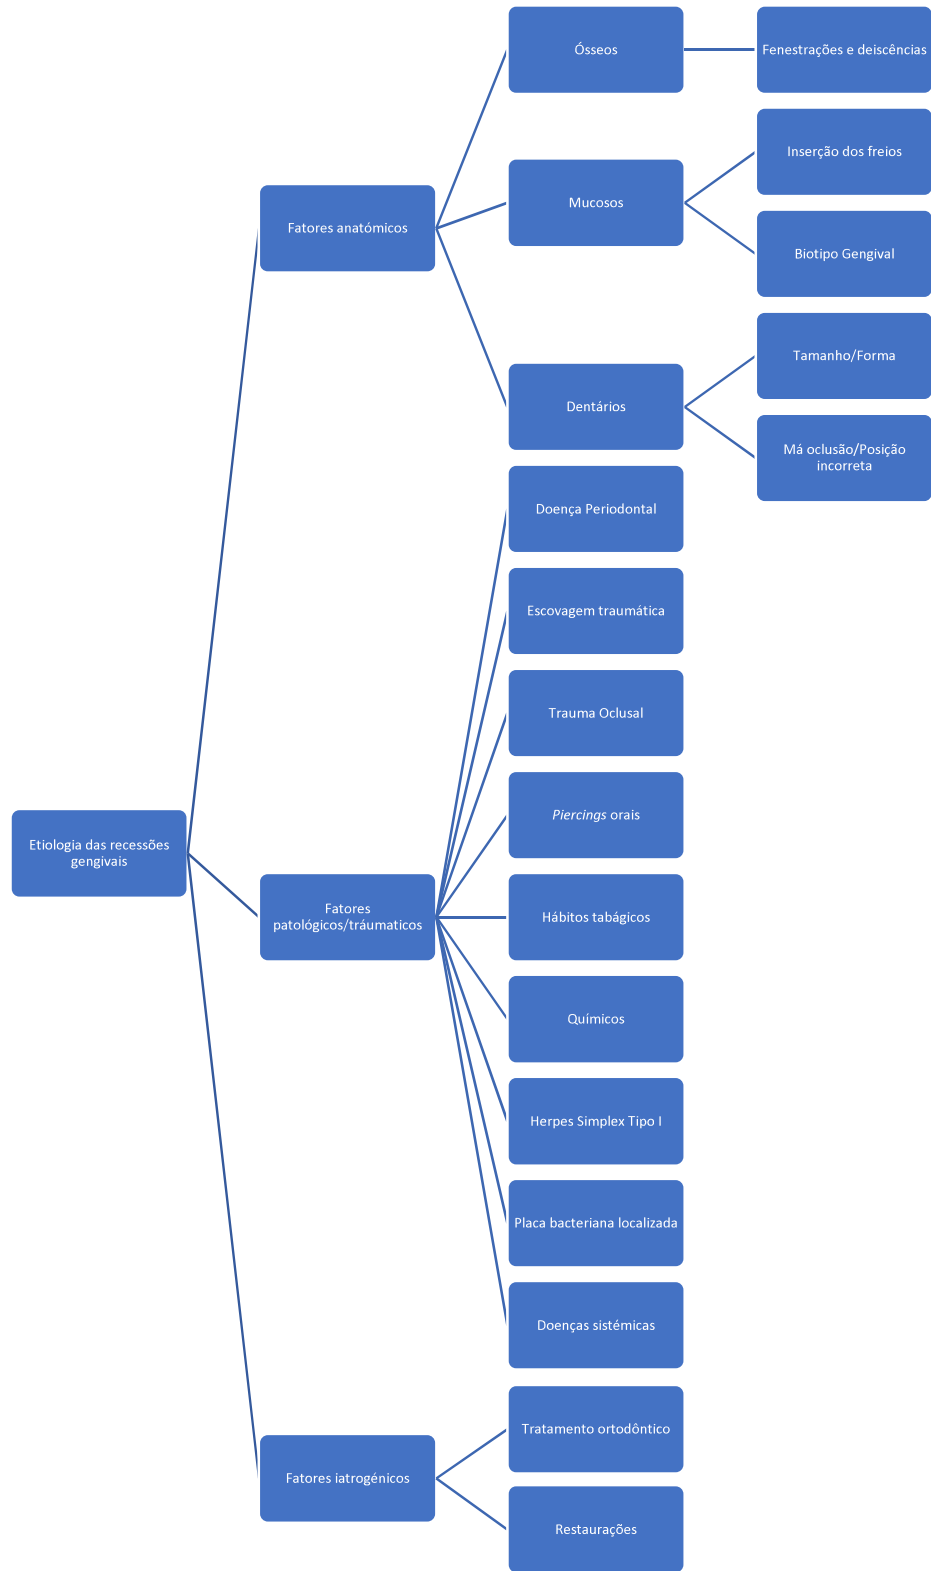 Etiologia das recessões
gengivais
Fatores anatómicos
Ósseos
Fenestrações e deiscências
Mucosos
Inserção dos freios
Biotipo Gengival
Dentários
Tamanho/Forma
Má oclusão/Posição
incorreta
Fatores
patológicos/tráumaticos
Doença Periodontal
Escovagem traumática
Trauma Oclusal
Piercings orais
Hábitos tabágicos
Químicos
Herpes Simplex Tipo I
Placa bacteriana localizada
Doenças sistémicas
Fatores iatrogénicos
Tratamento ortodôntico
Restaurações